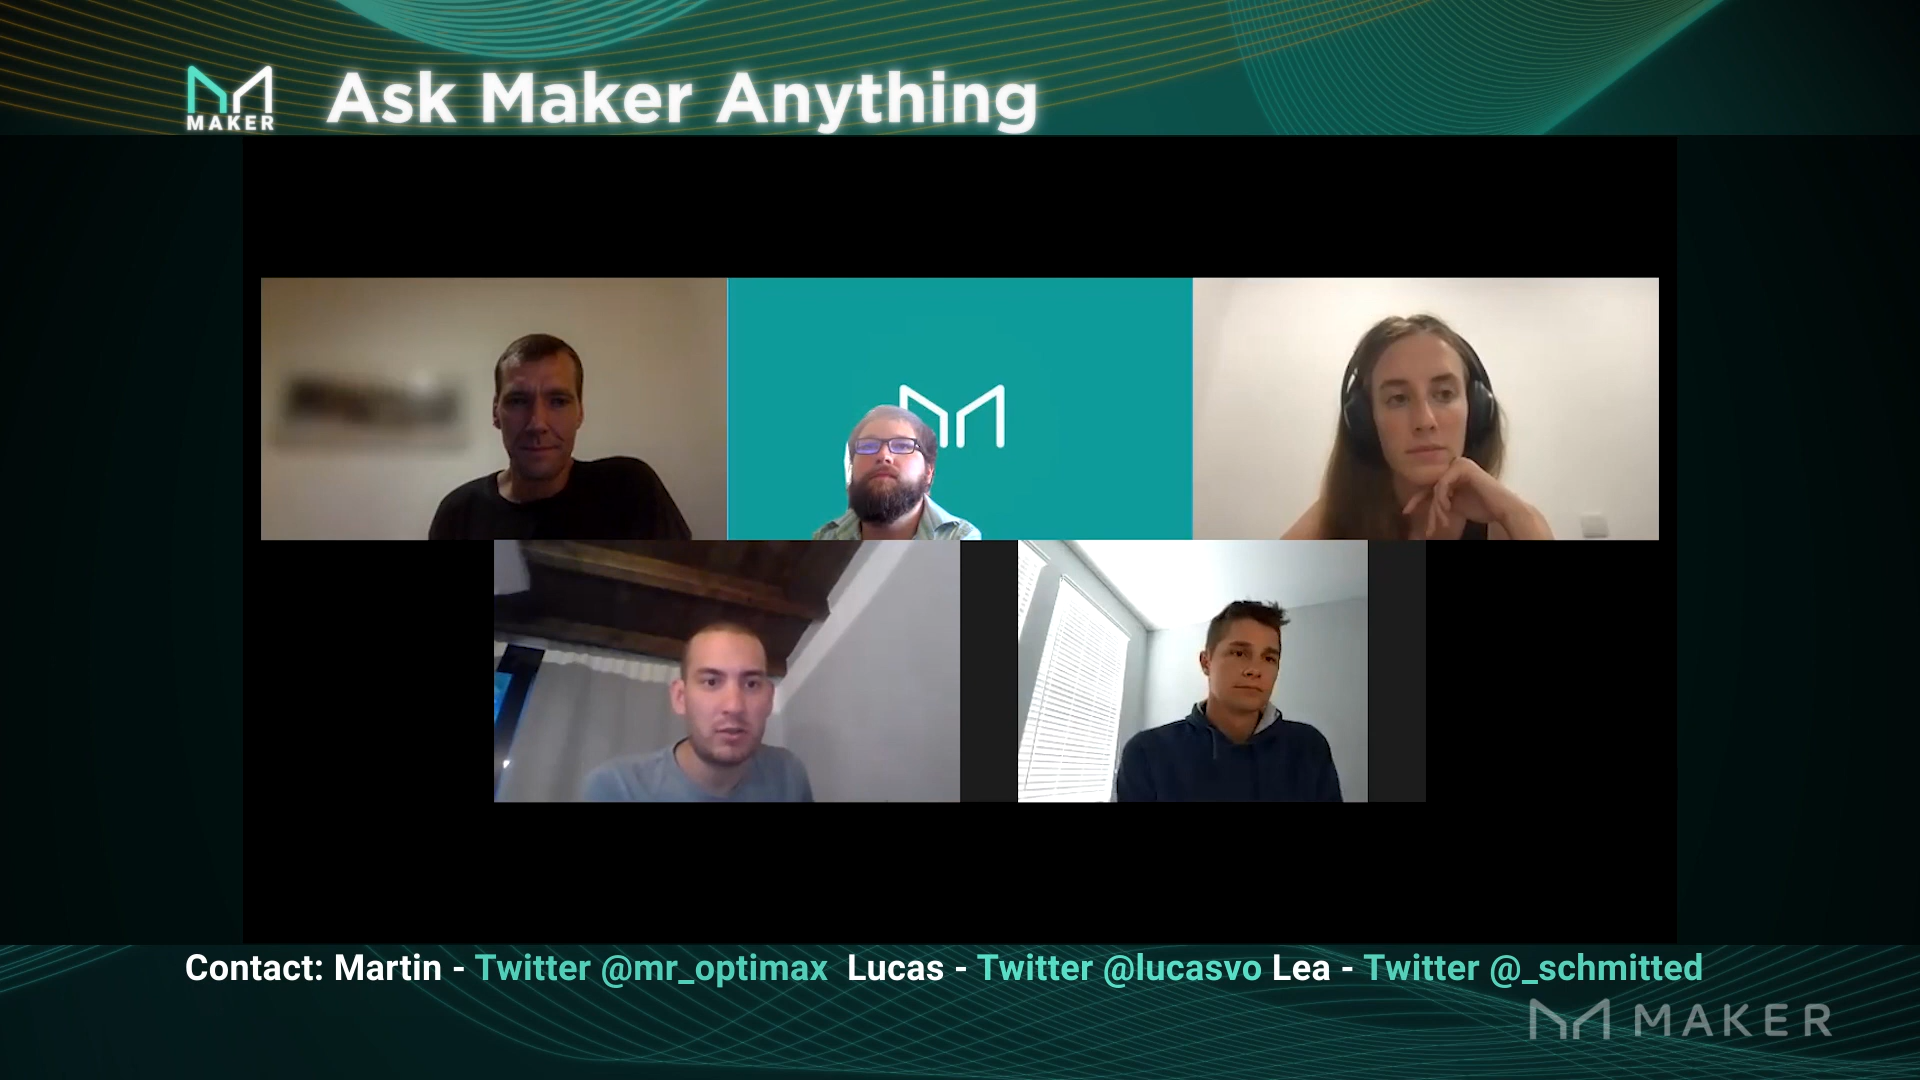 MAKER
Ask Maker Anything
Contact: Martin - Twitter @mr_optimax Lucas - Twitter @lucasvo Lea - Twitter @_schmitted
MAKER